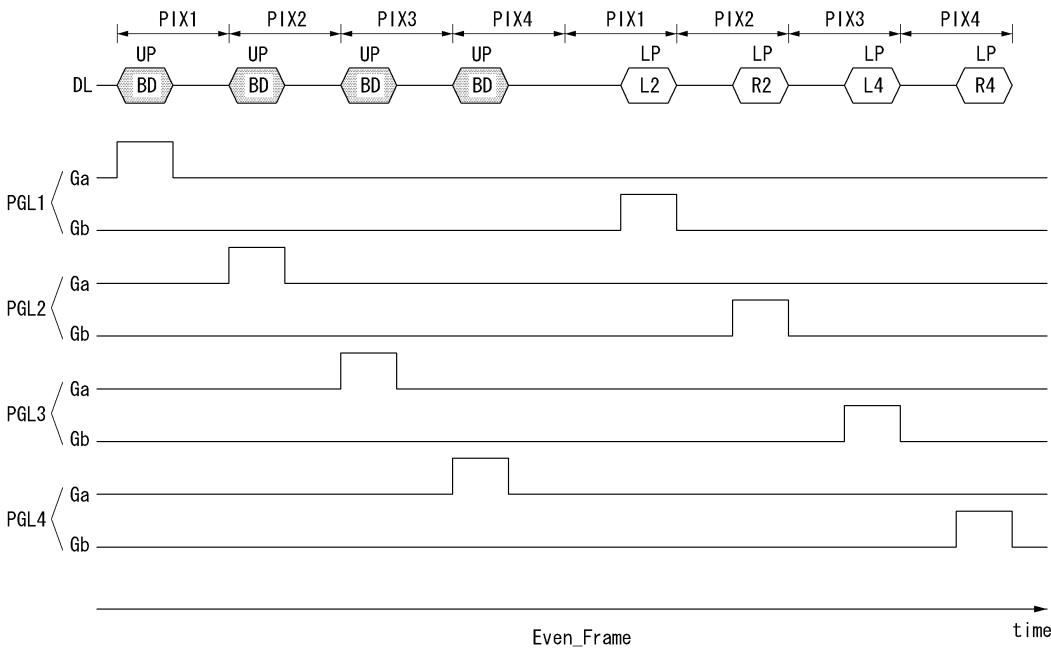 PIX1 PIX2 PIX3 PIX4 PIX1 PIX2 PIX3 PIX4
UP UP UP UP LP LP LP LP
DL BD BD BD BD L2 R2 L4 R4
Ga
PGL1
Gb
Ga
PGL2
Gb
Ga
PGL3
Gb
Ga
PGL4
Gb
time
Even_Frame